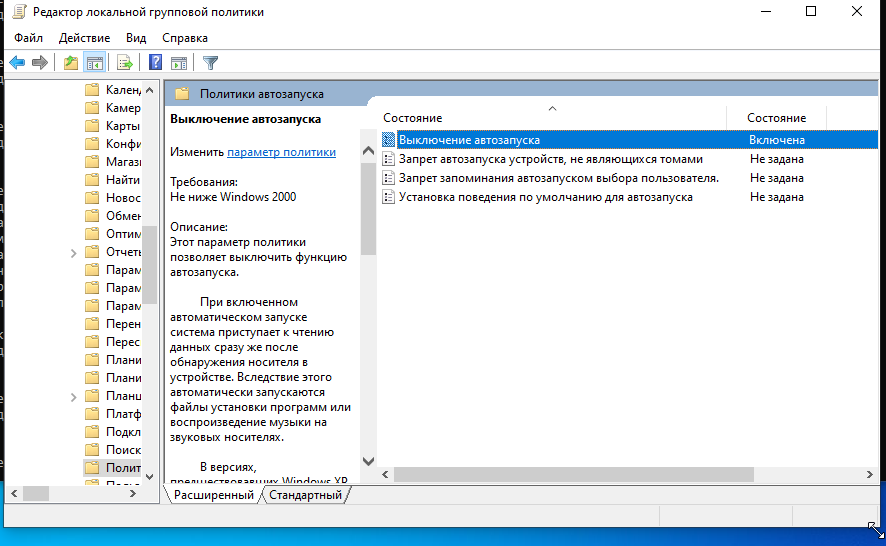 Редактор локальной групповой политики
Файл Действие Вид Справка
Кален
Камер
Карты
Конфи
Магаз
Найти
Новос
Обмен
Оптим
Отчеты
Парам
Парам
Парам
Перен
Перес
Плани
Плани
Планц
Платф
Подкл
Поиск
Полит
Политики автозапуска
Выключение автозапуска
Изменить параметр политики
Требования:
Не ниже Windows 2000
Описание:
Этот параметр политики
позволяет выключить функцию
автозапуска.
При включенном
автоматическом запуске
система приступает к чтению
данных сразу же после
обнаружения носителя в
устройстве. Вследствие этого
автоматически запускаются
файлы установки программ или
воспроизведение музыки на
звуковых носителях.
В версиях,
предшествовавших Windows XP
Состояние Состояние
Выключение автозапуска Включена
Запрет автозапуска устройств, не являющихся томами Не задана
Запрет запоминания автозапуском выбора пользователя. Не задана
Установка поведения по умолчанию для автозапуска Не задана
Расширенный Стандартный